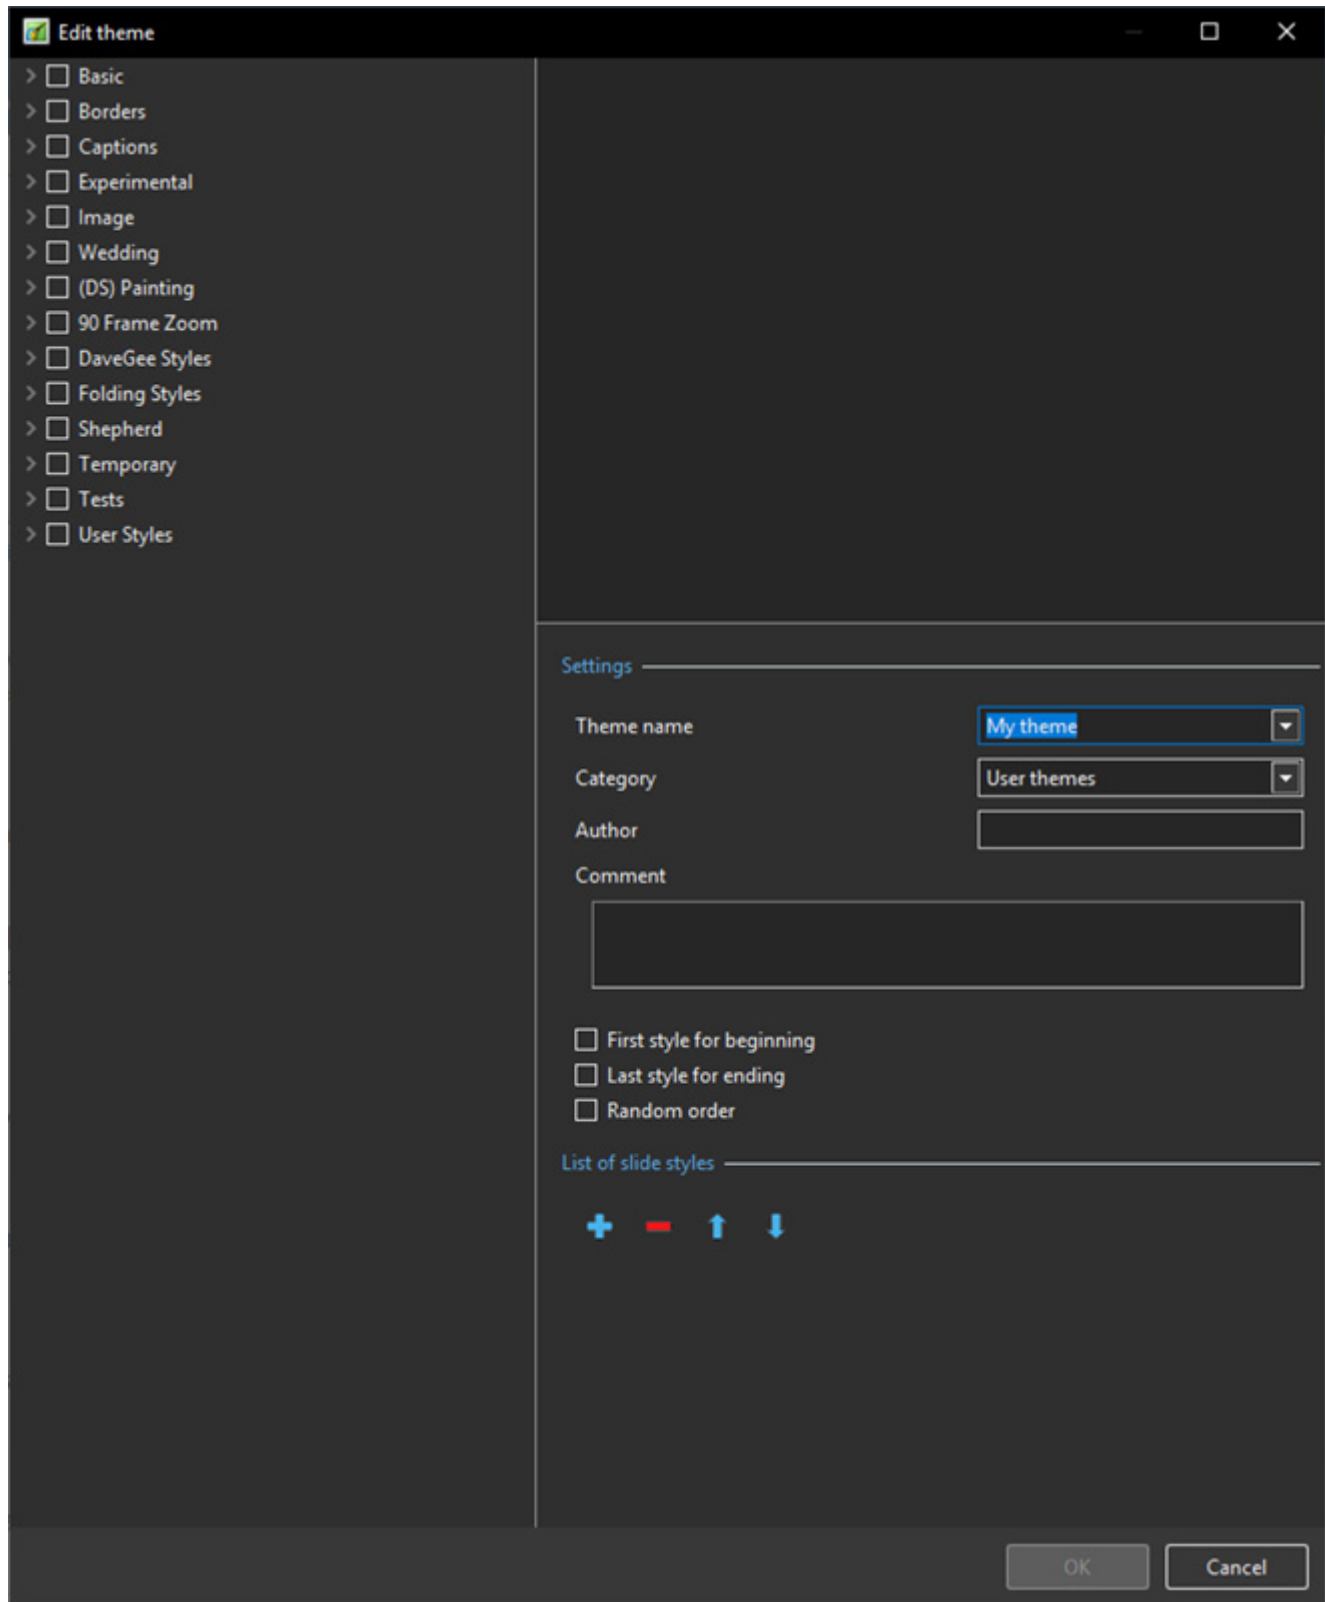 Edit theme
Basic
Borders
Captions
Experimental
Image
Wedding
(DS) Painting
90 Frame Zoom
DaveGee Styles
Folding Styles
Shepherd
Temporary
Tests
User Styles
Settings
Theme name My theme
Category User themes
Author
Comment
First style for beginning
Last style for ending
Random order
List of slide styles
OK Cancel